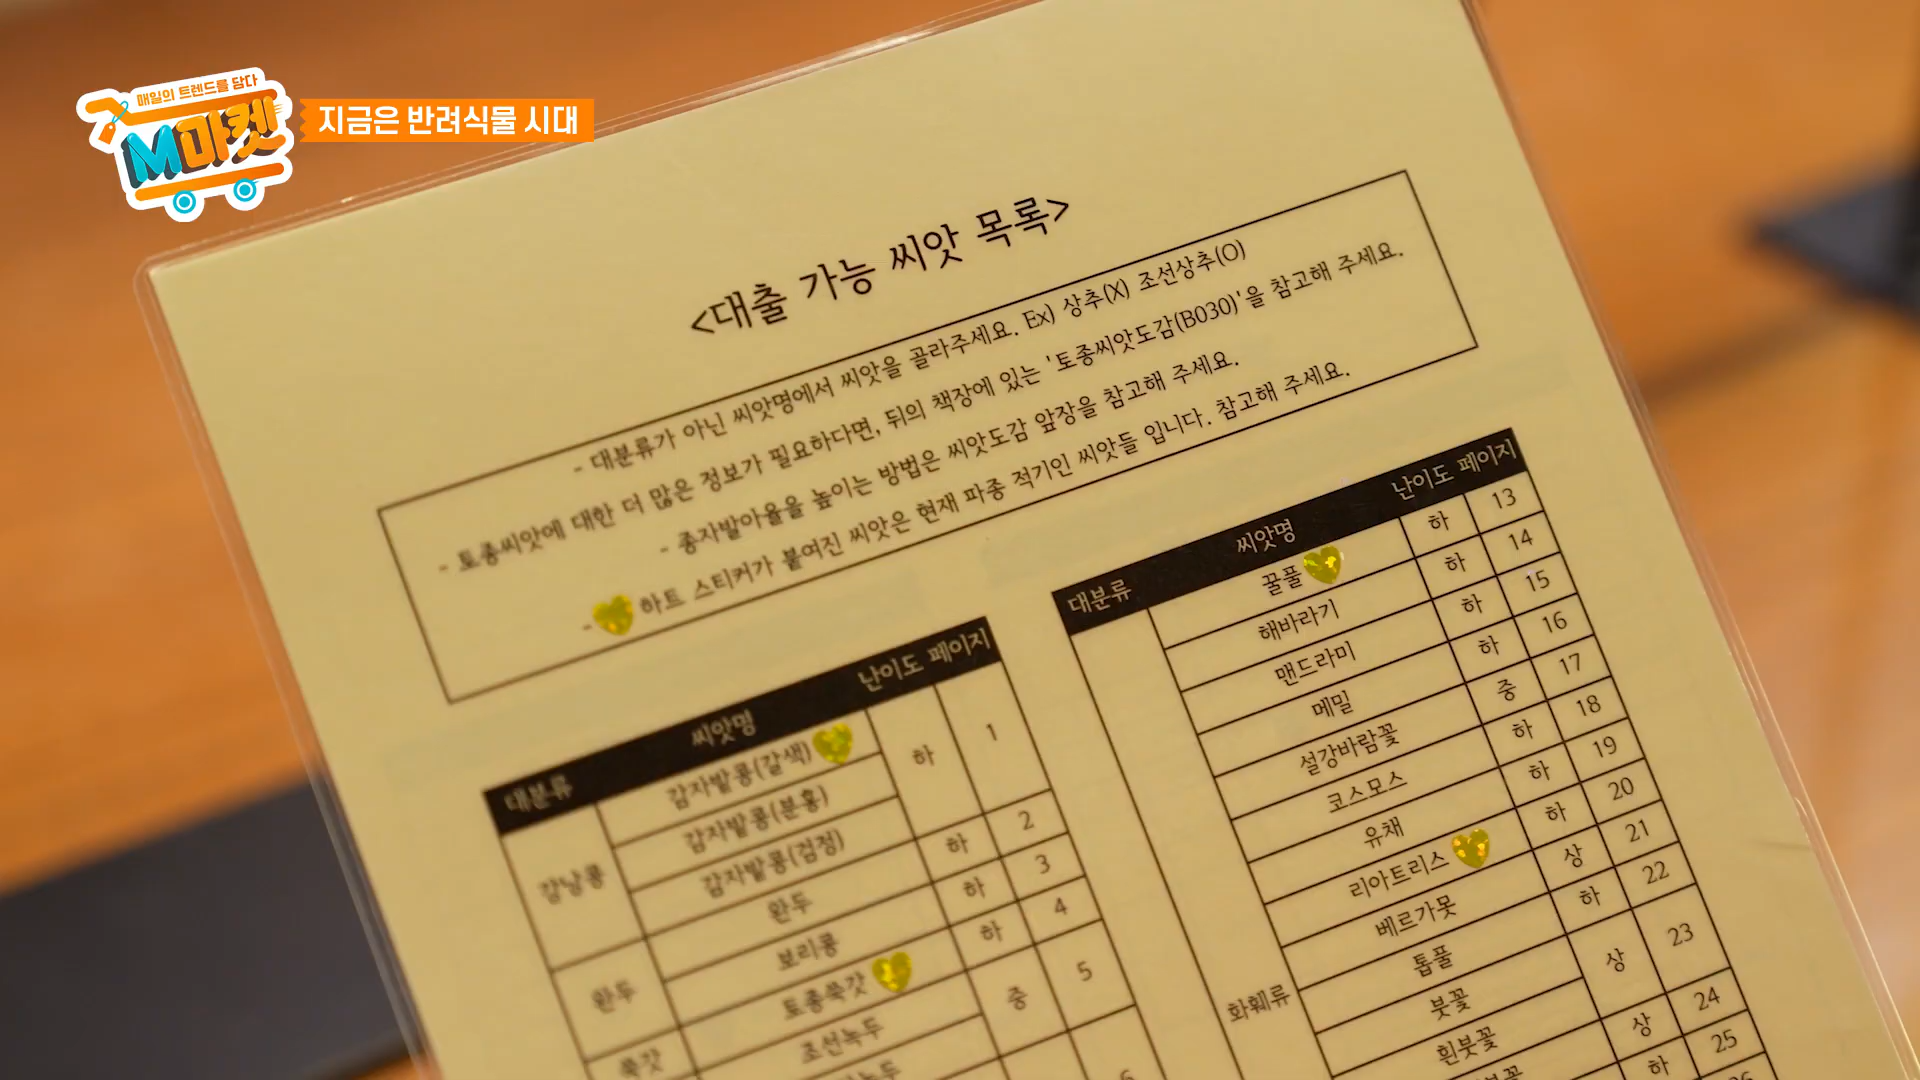 매일의 트렌드를 담다
M마켓
지금은 반려식물 시대
<대출 가능 씨앗 목록>
- 대분류가 아닌 씨앗명에서 씨앗을 골라주세요. Ex) 상추(X) 조선상추(O)
- 토종씨앗에 대한 더 많은 정보가 필요하다면, 뒤의 책장에 있는 '토종씨앗도감(B030)'을 참고해 주세요.
- 종자발아율을 높이는 방법은 씨앗도감 앞장을 참고해 주세요.
- 하트 스티커가 붙여진 씨앗은 현재 파종 적기인 씨앗들 입니다. 참고해 주세요.
대분류 씨앗명 난이도 페이지
강낭콩 감자밭콩(갈색) 하 1
감자밭콩(분홍)
감자밭콩(검정)
완두 완두 하 2
보리콩 하 3
쑥갓 토종쑥갓 하 4
조선녹두 중 5
녹두
6
대분류 씨앗명 난이도 페이지
화훼류
꿀풀 하 13
해바라기 하 14
맨드라미 하 15
메밀 하 16
설강바람꽃 중 17
코스모스 하 18
유채 하 19
리아트리스 하 20
베르가못 상 21
톱풀 하 22
붓꽃 상 23
흰붓꽃
상 24
하 25